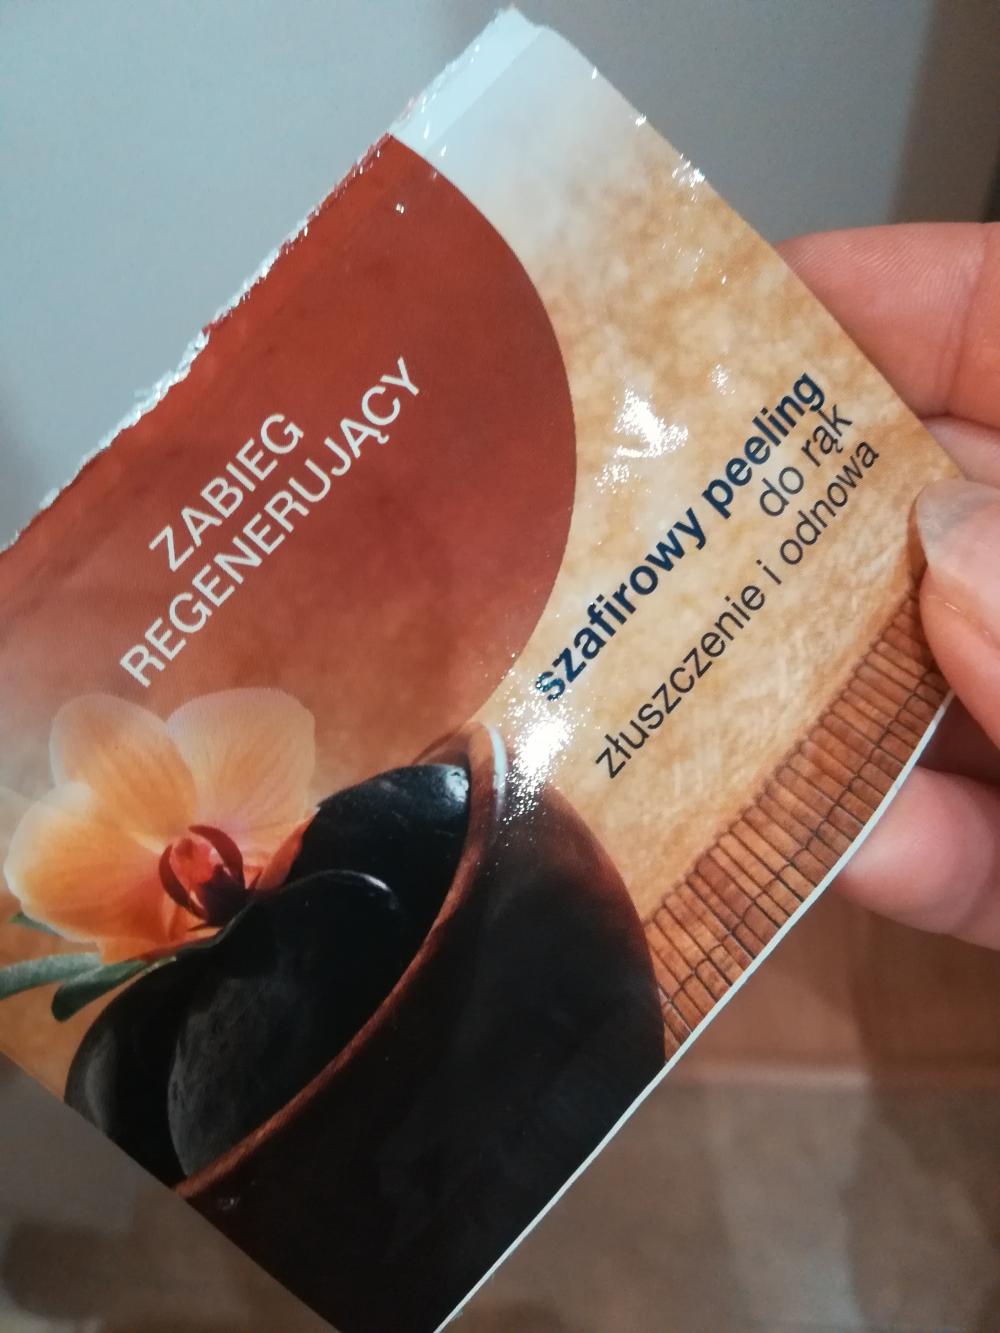 ZABIEG
REGENERUJĄCY
szafirowy peeling
do rąk
złuszczenie i odnowa